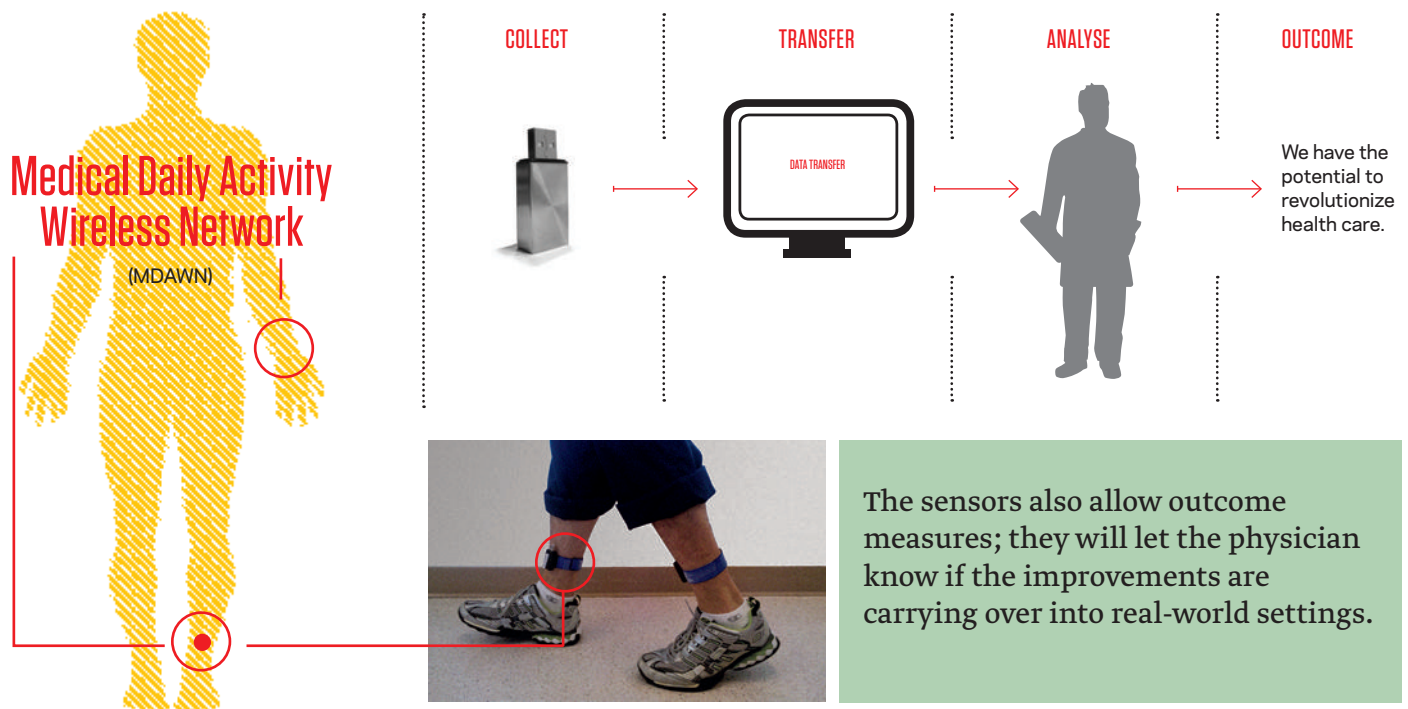 Medical Daily Activity
Wireless Network
(MDAWN)
COLLECT
TRANSFER
ANALYSE
OUTCOME
DATA TRANSFER
We have the
potential to
revolutionize
health care.
The sensors also allow outcome
measures; they will let the physician
know if the improvements are
carrying over into real-world settings.